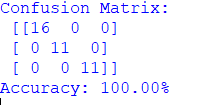 Confusion Matrix:
[[16  0  0]
 [ 0 11  0]
 [ 0  0 11]]
Accuracy: 100.00%